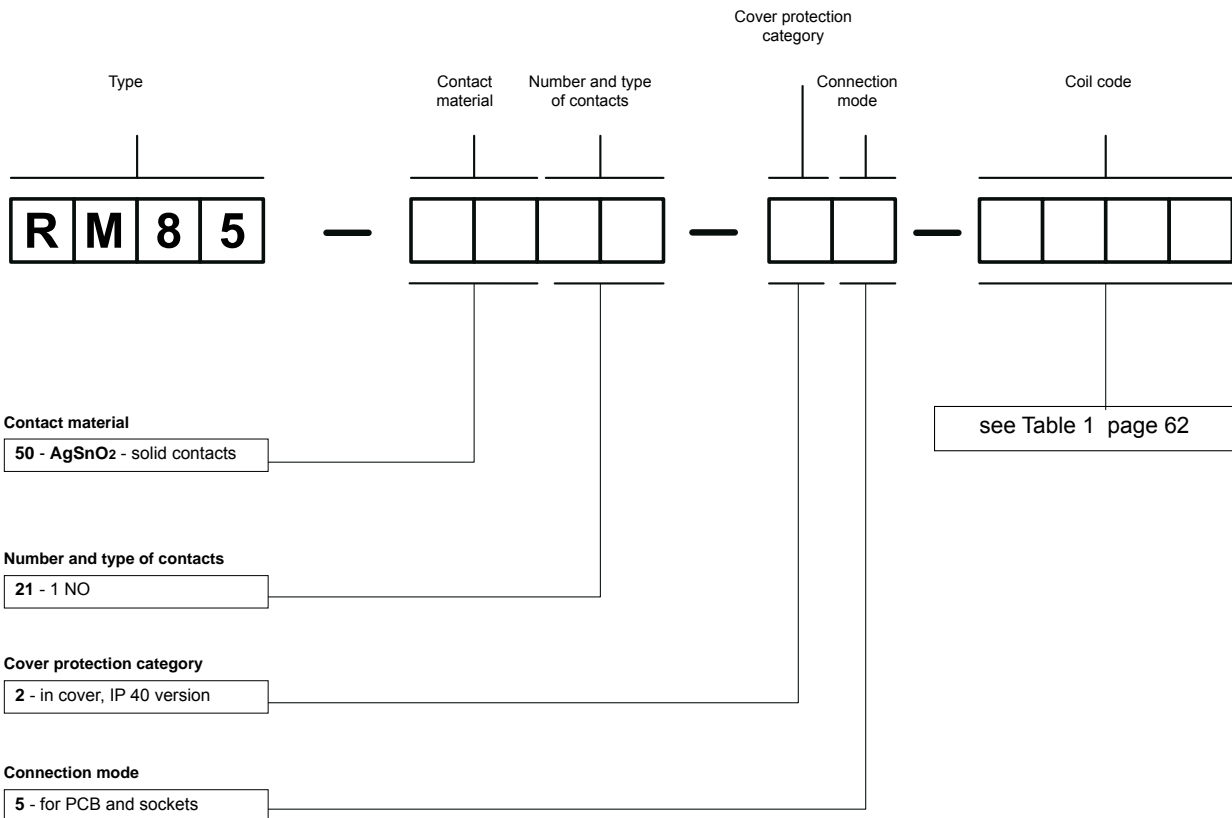 Cover protection
category
Type
Contact
material
Number and type
of contacts
Connection
mode
Coil code
RM85 — — —
see Table 1 page 62
Contact material
50 - AgSnO2 - solid contacts
Number and type of contacts
21 - 1 NO
Cover protection category
2 - in cover, IP 40 version
Connection mode
5 - for PCB and sockets